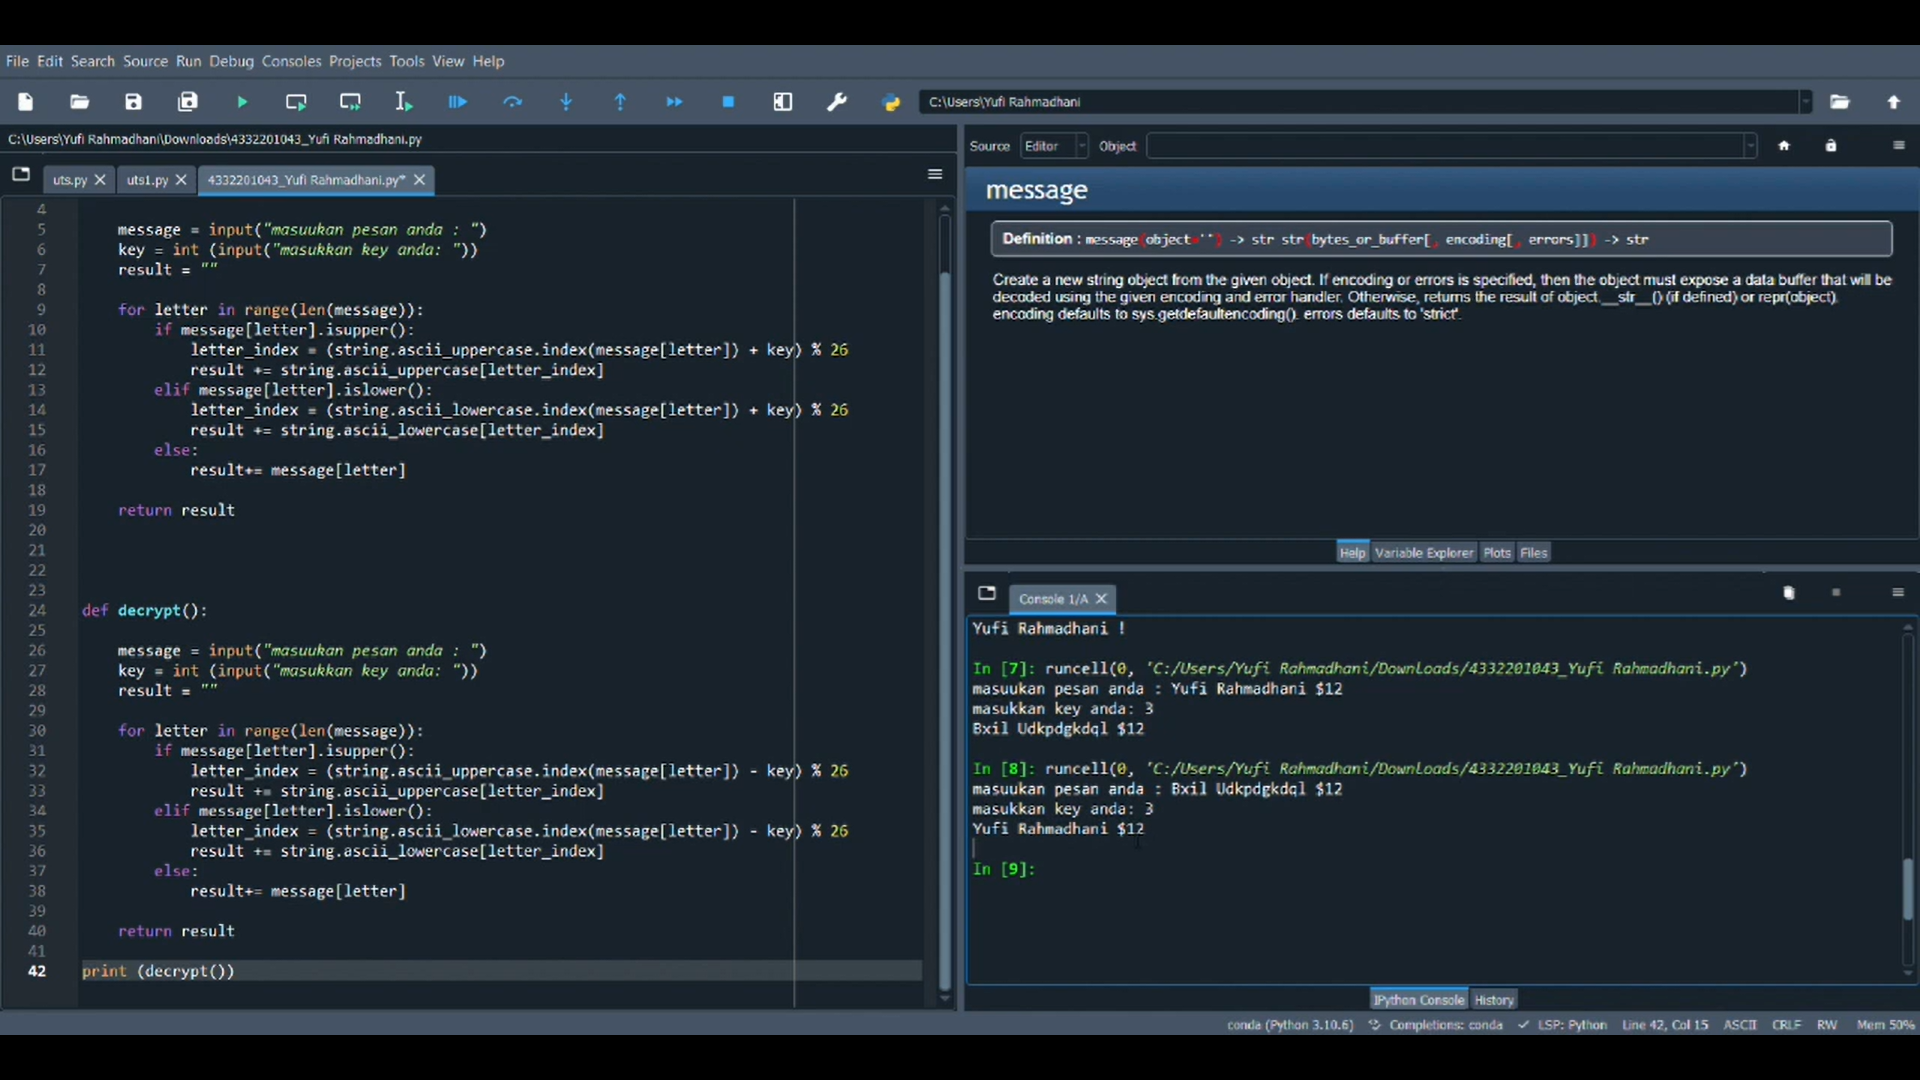 File Edit Search Source Run Debug Consoles Projects Tools View Help
C:\Users\Yufi Rahmadhani
C:\Users\Yufi Rahmadhani\Downloads\4332201043_Yufi Rahmadhani.py
uts.py uts1.py 4332201043_Yufi Rahmadhani.py*
4
5 message = input("masuukan pesan anda : ")
6 key = int (input("masukkan key anda: "))
7 result = ""
8
9 for letter in range(len(message)):
10 if message[letter].isupper():
11 letter_index = (string.ascii_uppercase.index(message[letter]) + key) % 26
12 result += string.ascii_uppercase[letter_index]
13 elif message[letter].islower():
14 letter_index = (string.ascii_lowercase.index(message[letter]) + key) % 26
15 result += string.ascii_lowercase[letter_index]
16 else:
17 result+= message[letter]
18
19 return result
20
21
22
23
24 def decrypt():
25
26 message = input("masuukan pesan anda : ")
27 key = int (input("masukkan key anda: "))
28 result = ""
29
30 for letter in range(len(message)):
31 if message[letter].isupper():
32 letter_index = (string.ascii_uppercase.index(message[letter]) - key) % 26
33 result += string.ascii_uppercase[letter_index]
34 elif message[letter].islower():
35 letter_index = (string.ascii_lowercase.index(message[letter]) - key) % 26
36 result += string.ascii_lowercase[letter_index]
37 else:
38 result+= message[letter]
39
40 return result
41
42 print (decrypt())
Source Editor Object
message
Definition : message(object='') -> str str(bytes_or_buffer[, encoding[, errors]]) -> str
Create a new string object from the given object. If encoding or errors is specified, then the object must expose a data buffer that will be
decoded using the given encoding and error handler. Otherwise, returns the result of object.__str__() (if defined) or repr(object).
encoding defaults to sys.getdefaultencoding(). errors defaults to 'strict'.
Help Variable Explorer Plots Files
Console 1/A
Yufi Rahmadhani !
In [7]: runcell(0, 'C:/Users/Yufi Rahmadhani/Downloads/4332201043_Yufi Rahmadhani.py')
masuukan pesan anda : Yufi Rahmadhani $12
masukkan key anda: 3
Bxil Udkpdgkdql $12
In [8]: runcell(0, 'C:/Users/Yufi Rahmadhani/Downloads/4332201043_Yufi Rahmadhani.py')
masuukan pesan anda : Bxil Udkpdgkdql $12
masukkan key anda: 3
Yufi Rahmadhani $12
In [9]:
IPython Console History
conda (Python 3.10.6) Completions: conda LSP: Python Line 42, Col 15 ASCII CRLF RW Mem 50%